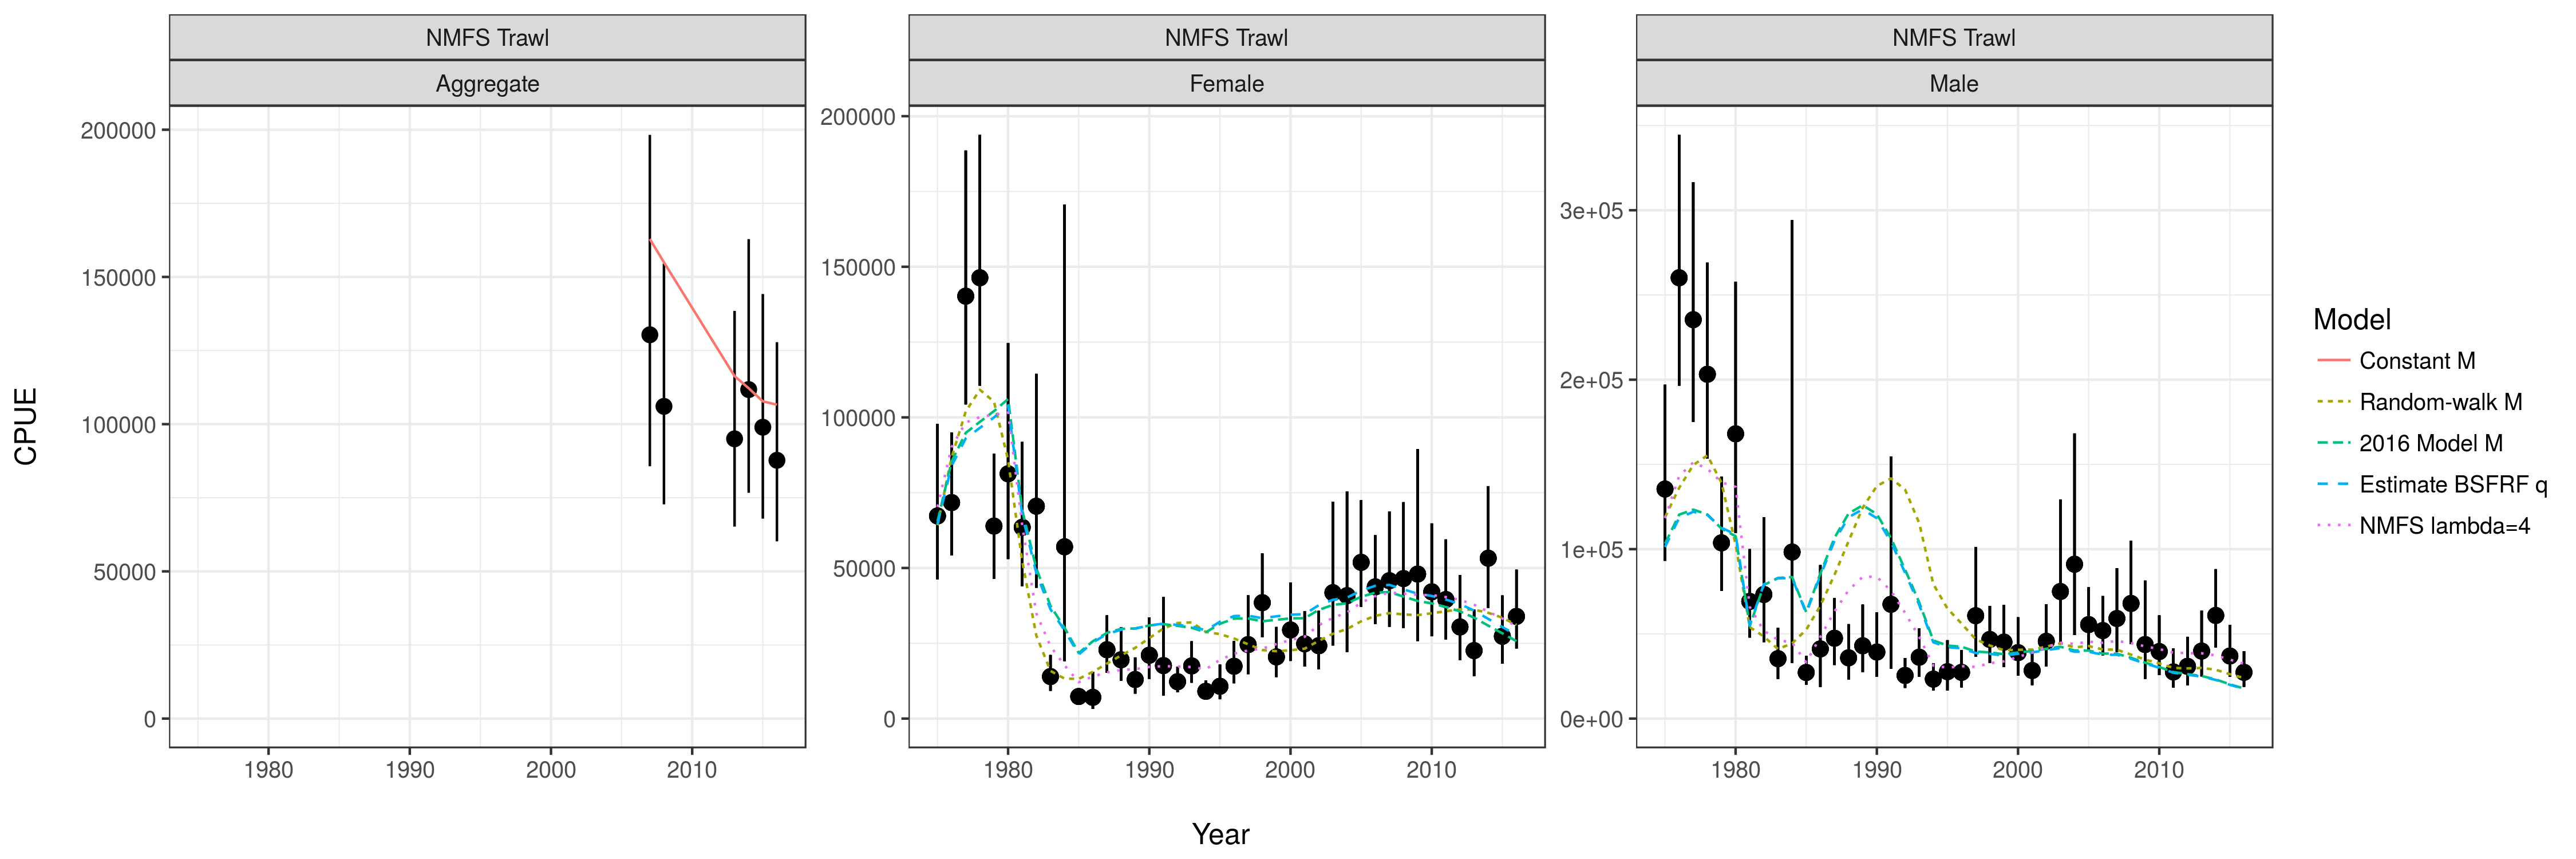 NMFS Trawl
NMFS Trawl
NMFS Trawl
Aggregate
Female
Male
CPUE
200000
150000
100000
50000
0
1980
1990
2000
2010
200000
150000
100000
50000
0
1980
1990
2000
2010
3e+05
2e+05
1e+05
0e+00
1980
1990
2000
2010
Year
Model
Constant M
Random-walk M
2016 Model M
Estimate BSFRF q
NMFS lambda=4